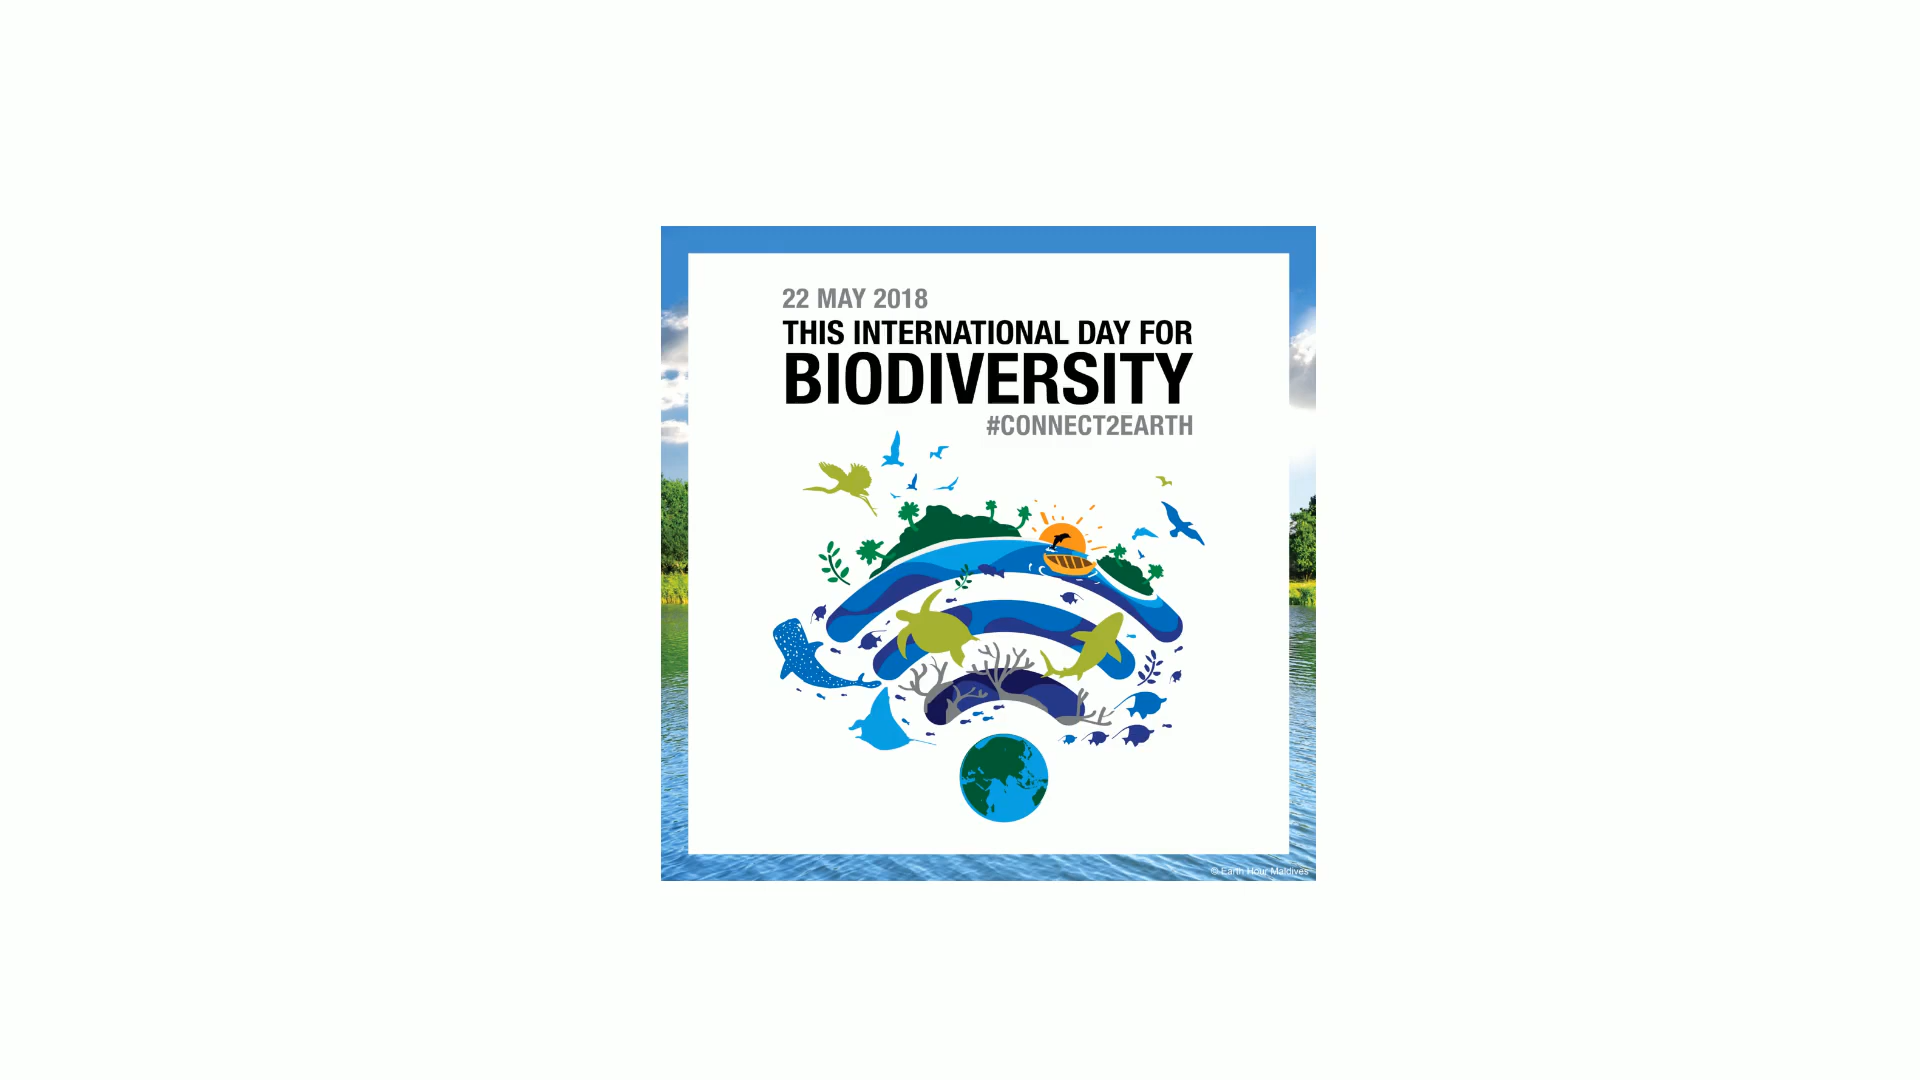 22 MAY 2018
THIS INTERNATIONAL DAY FOR
BIODIVERSITY
#CONNECT2EARTH
© Earth Hour Maldives